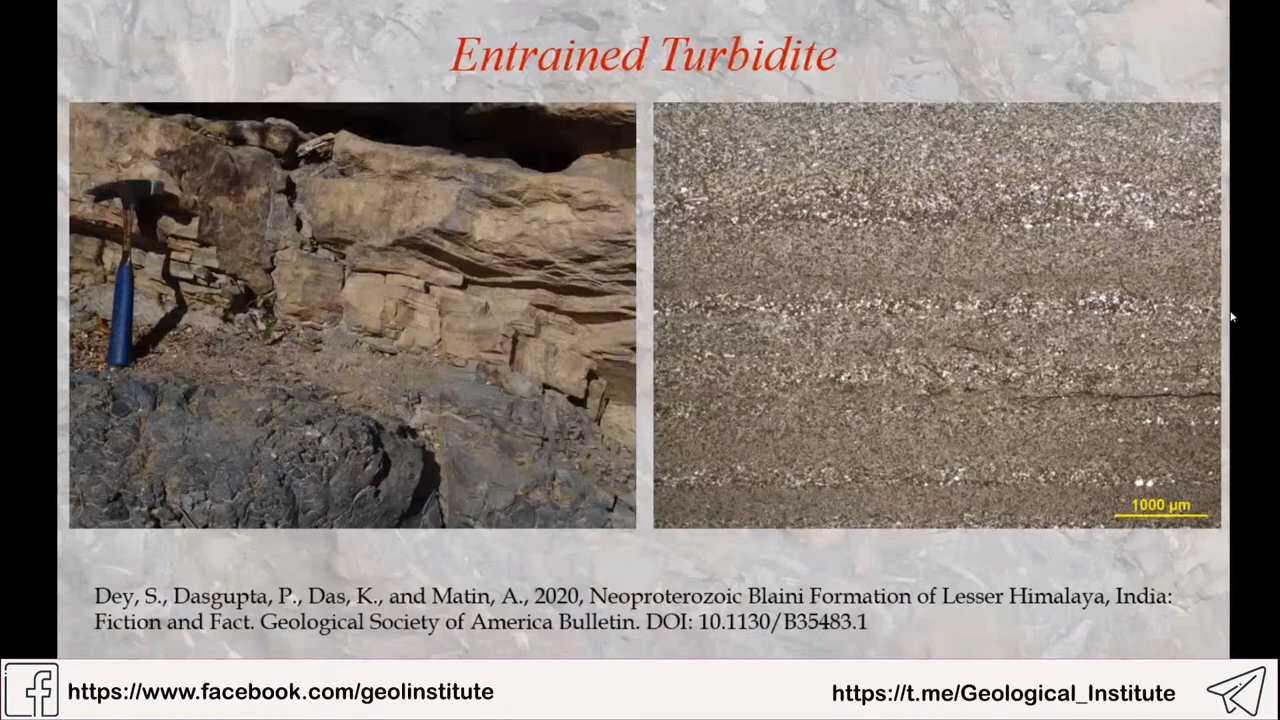 Entrained Turbidite
1000 µm
Dey, S., Dasgupta, P., Das, K., and Matin, A., 2020, Neoproterozoic Blaini Formation of Lesser Himalaya, India:
Fiction and Fact. Geological Society of America Bulletin. DOI: 10.1130/B35483.1
https://www.facebook.com/geolinstitute
https://t.me/Geological_Institute